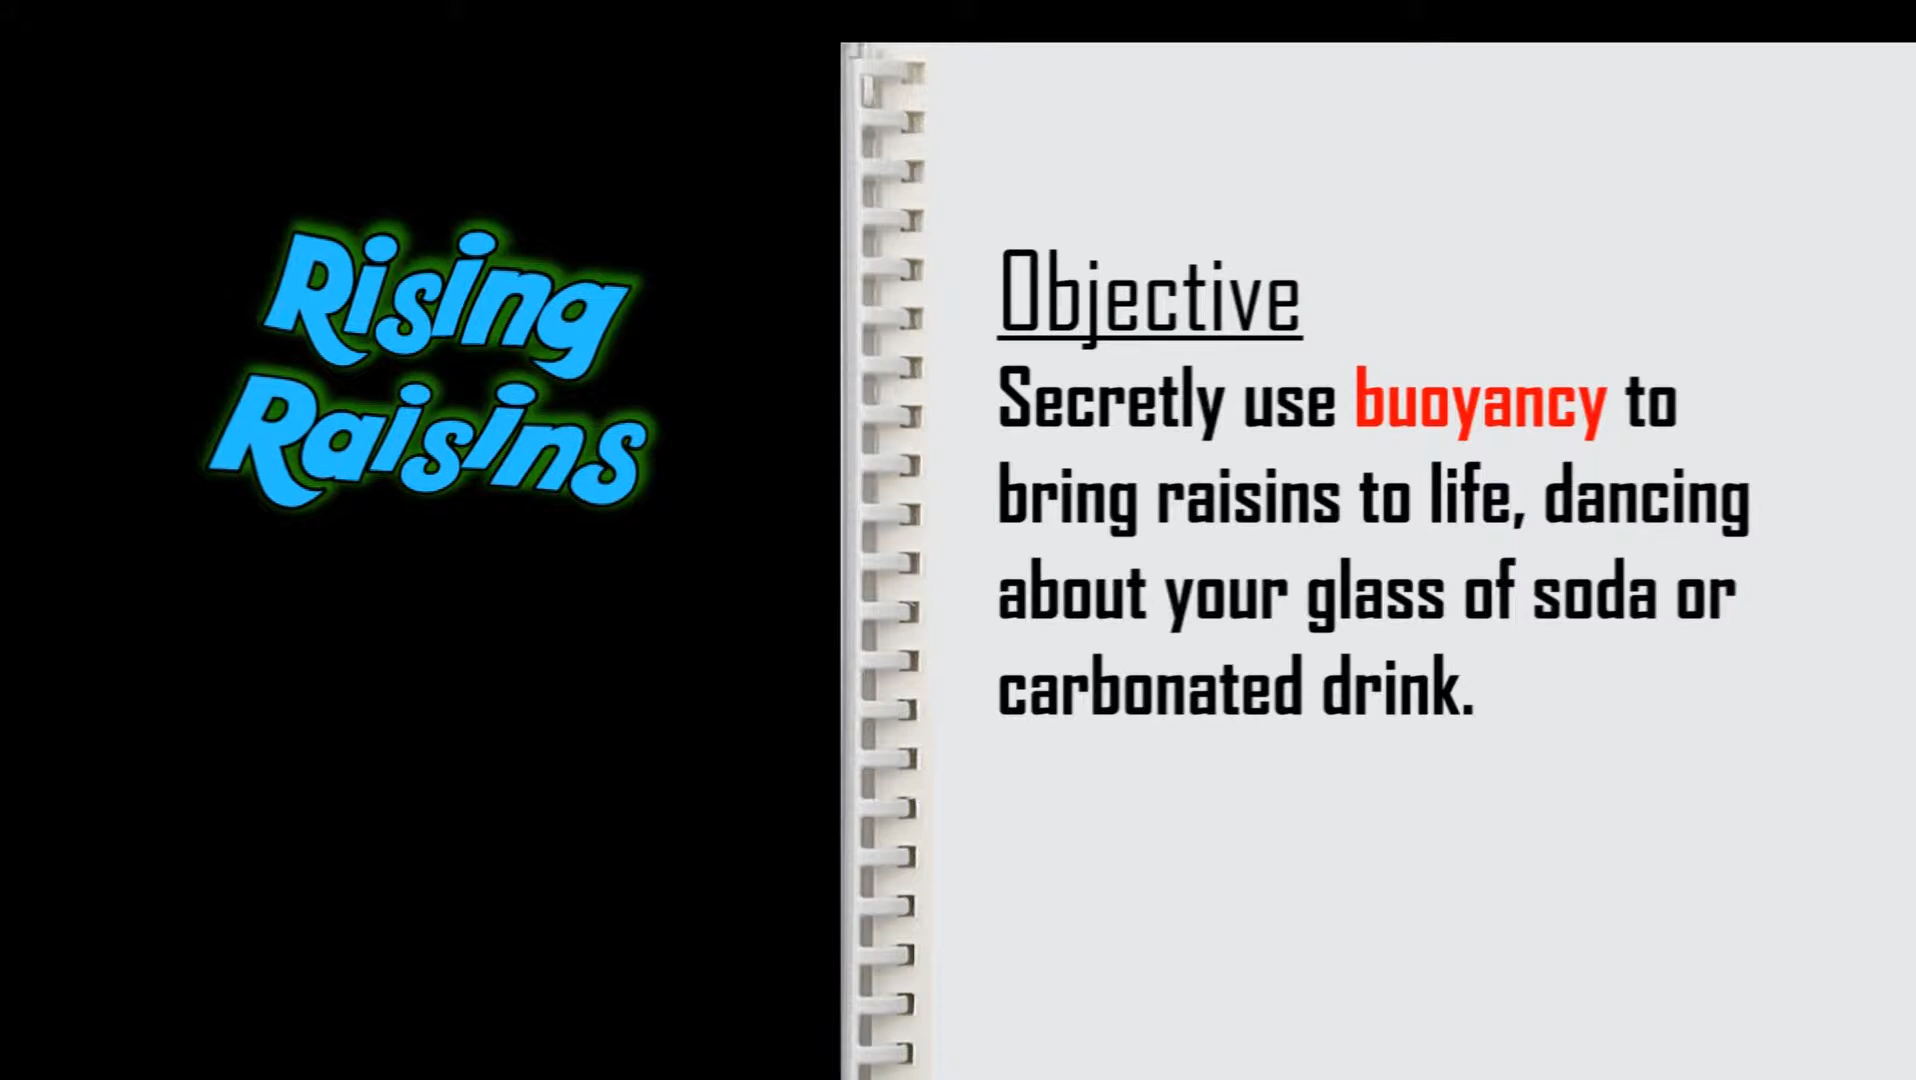 Rising
Raisins
Objective
Secretly use buoyancy to
bring raisins to life, dancing
about your glass of soda or
carbonated drink.